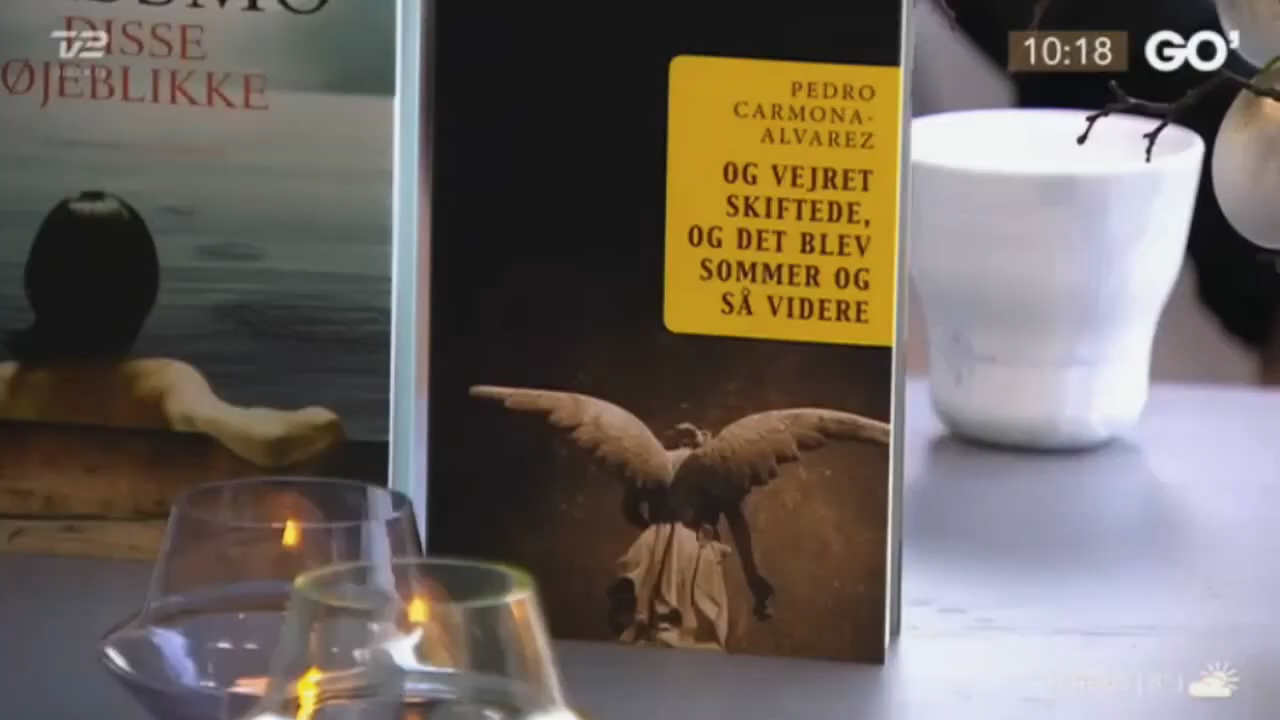 DISSE
ØJEBLIKKE
TV2
PEDRO
CARMONA-
ALVAREZ
OG VEJRET
SKIFTEDE,
OG DET BLEV
SOMMER OG
SÅ VIDERE
10:18 GO'